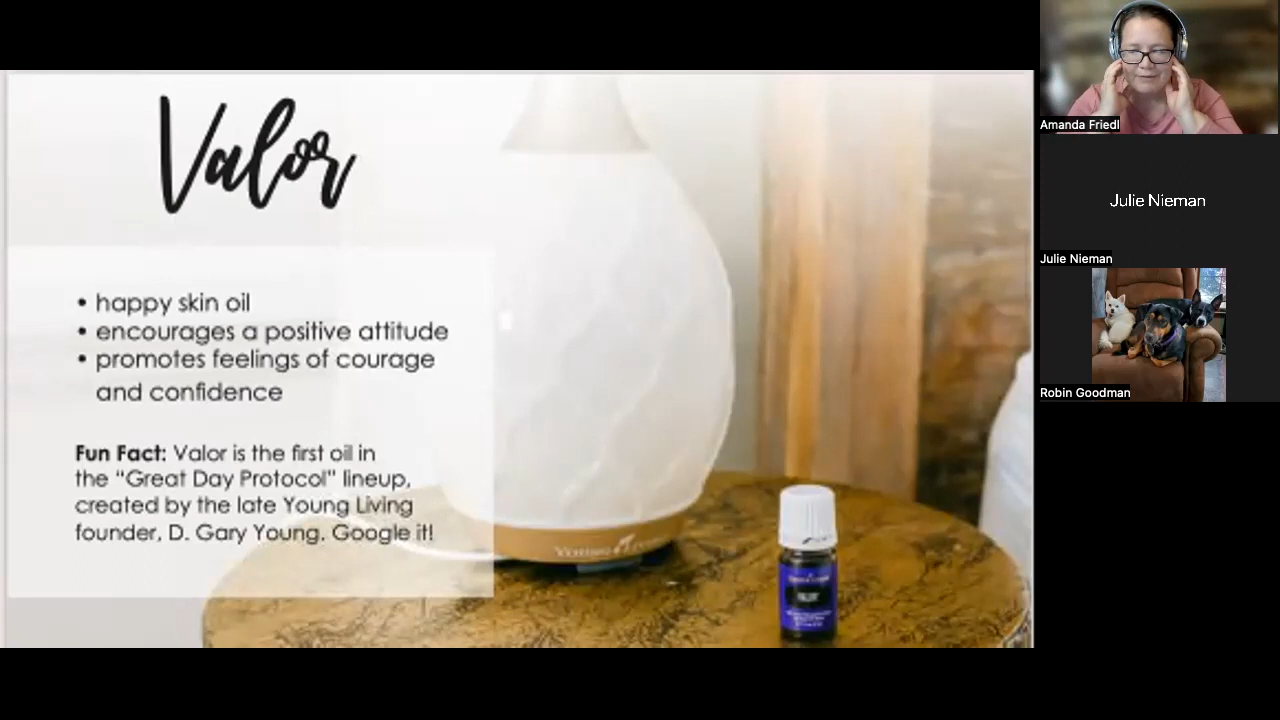 Valor
• happy skin oil
• encourages a positive attitude
• promotes feelings of courage
and confidence
Fun Fact: Valor is the first oil in
the “Great Day Protocol” lineup,
created by the late Young Living
founder, D. Gary Young. Google it!
Amanda Friedl
Julie Nieman
Julie Nieman
Robin Goodman